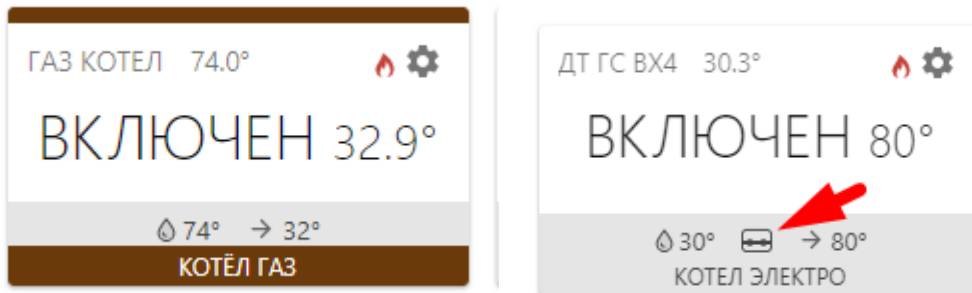 ГАЗ КОТЕЛ 74.0°
ВКЛЮЧЕН 32.9°
74° → 32°
КОТЁЛ ГАЗ
ДТ ГС ВХ4 30.3°
ВКЛЮЧЕН 80°
30° → 80°
КОТЕЛ ЭЛЕКТРО